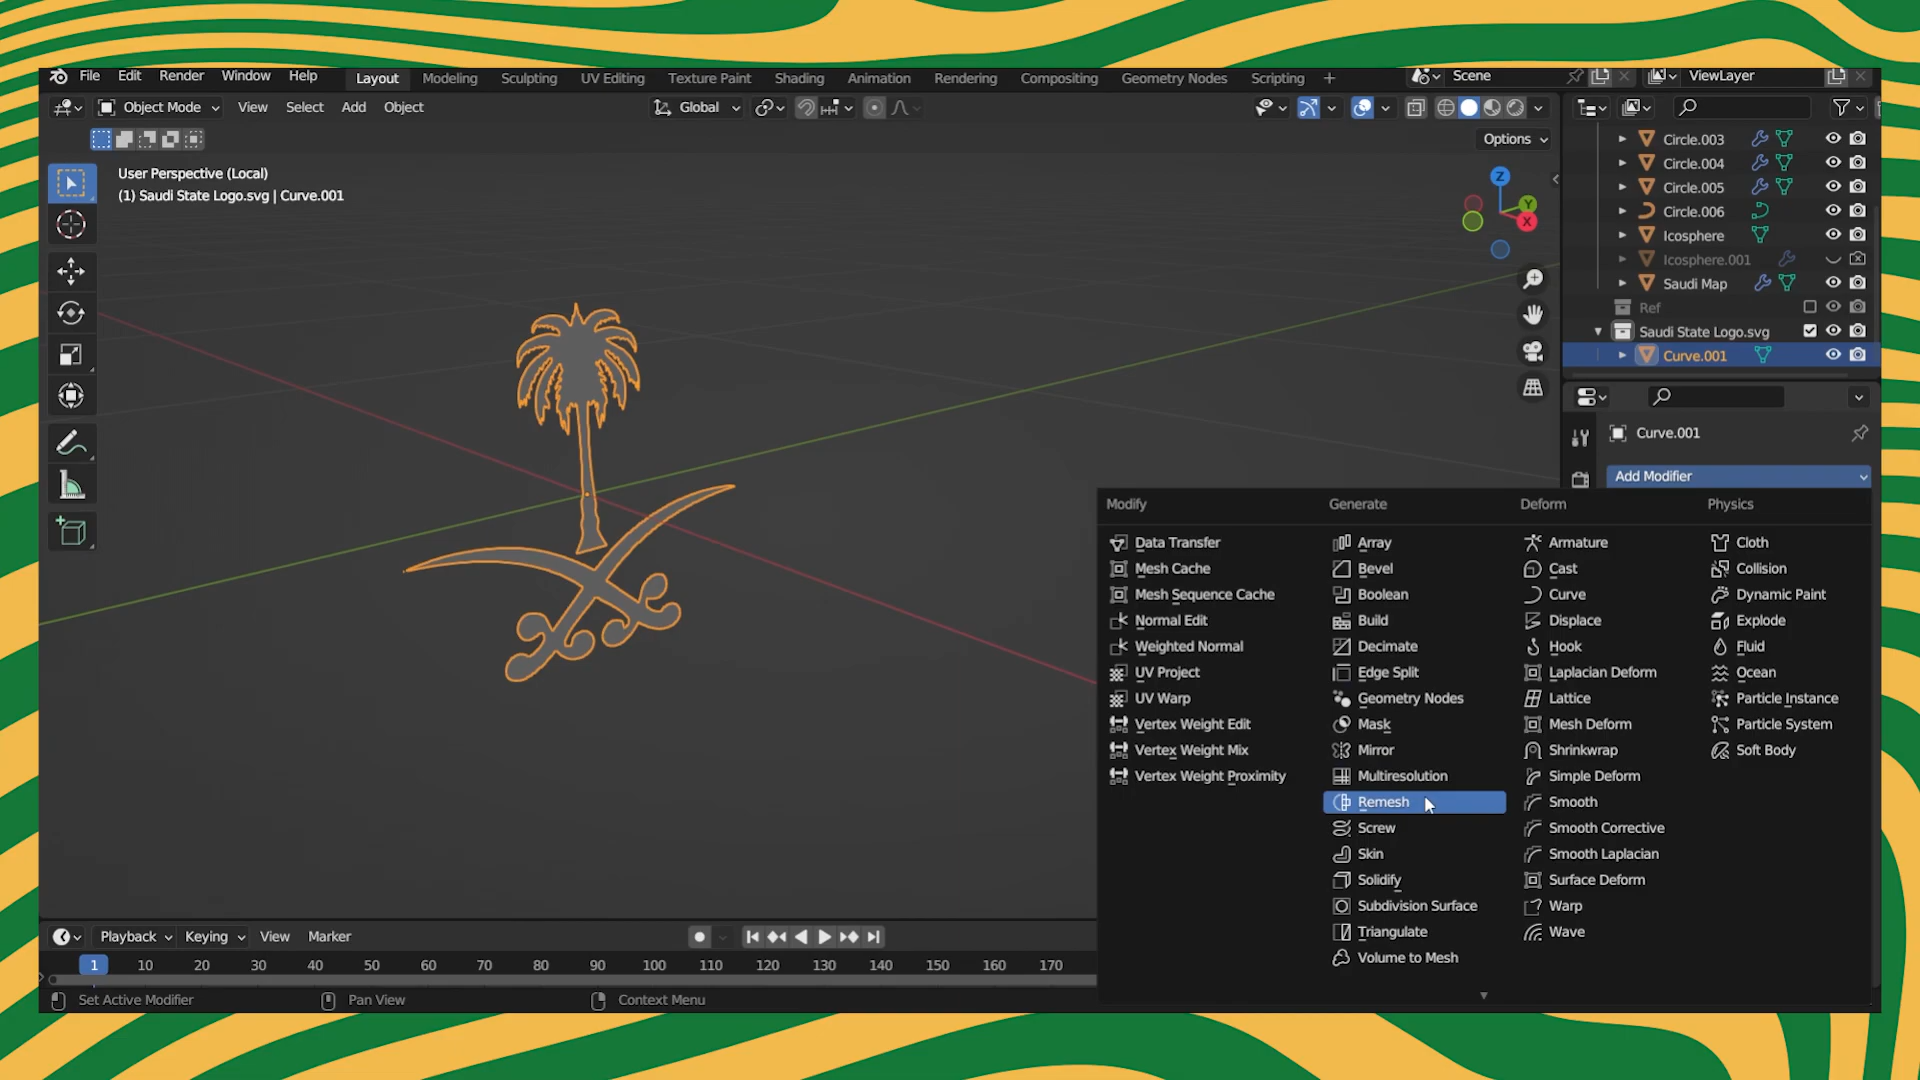 File Edit Render Window Help Layout Modeling Sculpting UV Editing Texture Paint Shading Animation Rendering Compositing Geometry Nodes Scripting + Scene ViewLayer
Object Mode View Select Add Object Global
Options
User Perspective (Local)
(1) Saudi State Logo.svg | Curve.001
Z
Y
X
Circle.003
Circle.004
Circle.005
Circle.006
Icosphere
Icosphere.001
Saudi Map
Ref
Saudi State Logo.svg
Curve.001
Curve.001
Add Modifier
Modify
Data Transfer
Mesh Cache
Mesh Sequence Cache
Normal Edit
Weighted Normal
UV Project
UV Warp
Vertex Weight Edit
Vertex Weight Mix
Vertex Weight Proximity
Generate
Array
Bevel
Boolean
Build
Decimate
Edge Split
Geometry Nodes
Mask
Mirror
Multiresolution
Remesh
Screw
Skin
Solidify
Subdivision Surface
Triangulate
Volume to Mesh
Deform
Armature
Cast
Curve
Displace
Hook
Laplacian Deform
Lattice
Mesh Deform
Shrinkwrap
Simple Deform
Smooth
Smooth Corrective
Smooth Laplacian
Surface Deform
Warp
Wave
Physics
Cloth
Collision
Dynamic Paint
Explode
Fluid
Ocean
Particle Instance
Particle System
Soft Body
Playback Keying View Marker
1 10 20 30 40 50 60 70 80 90 100 110 120 130 140 150 160 170
Set Active Modifier Pan View Context Menu